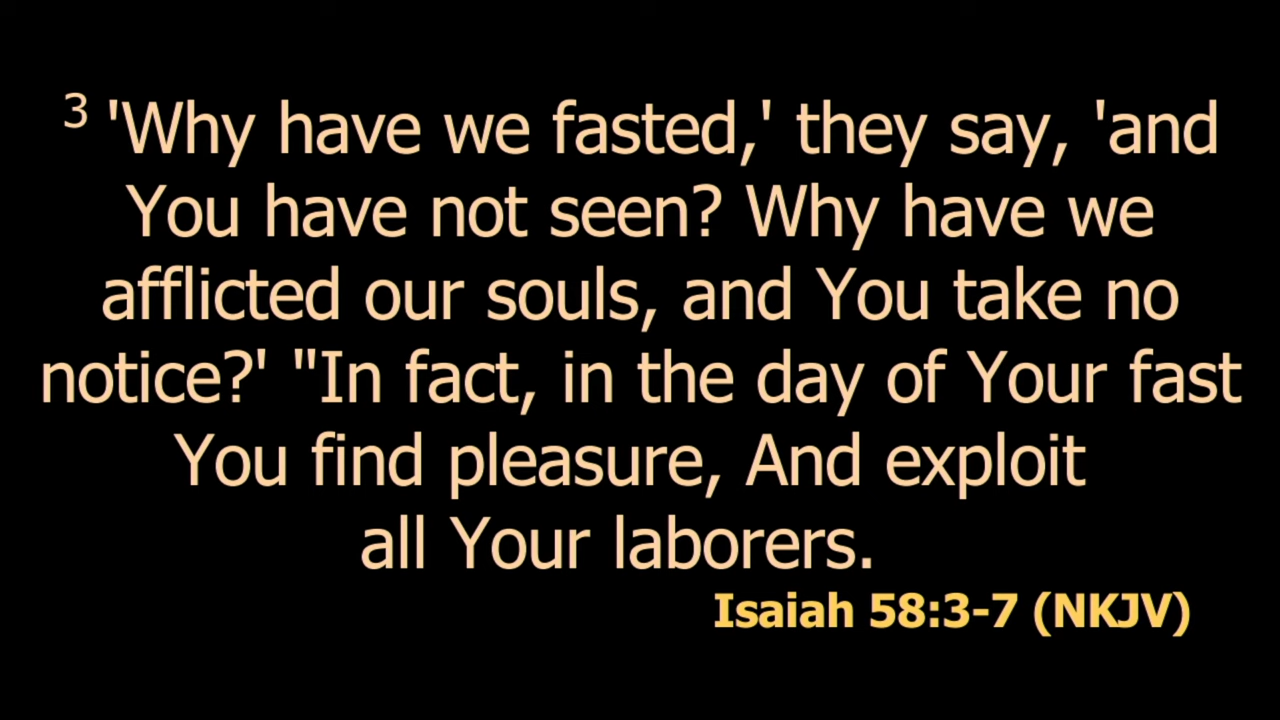 3 'Why have we fasted,' they say, 'and
You have not seen? Why have we
afflicted our souls, and You take no
notice?' "In fact, in the day of Your fast
You find pleasure, And exploit
all Your laborers.
Isaiah 58:3-7 (NKJV)